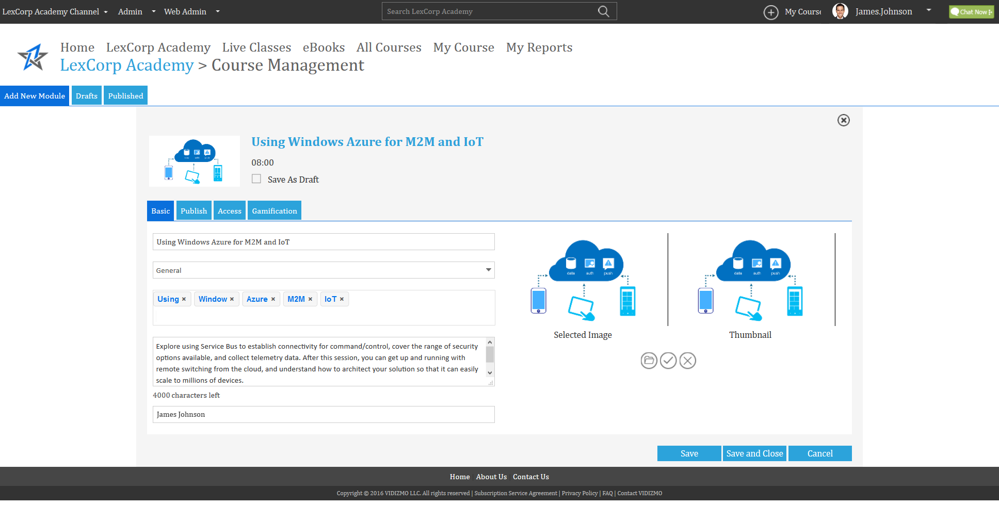 LexCorp Academy Channel Admin Web Admin Search LexCorp Academy My Course James.Johnson Chat Now
Home LexCorp Academy Live Classes eBooks All Courses My Course My Reports
LexCorp Academy > Course Management
Add New Module Drafts Published
Using Windows Azure for M2M and IoT
08:00
Save As Draft
data auth push
Basic Publish Access Gamification
Using Windows Azure for M2M and IoT
General
Using × Window × Azure × M2M × IoT ×
Explore using Service Bus to establish connectivity for command/control, cover the range of security
options available, and collect telemetry data. After this session, you can get up and running with
remote switching from the cloud, and understand how to architect your solution so that it can easily
scale to millions of devices.
4000 characters left
James Johnson
data auth push
Selected Image
data auth push
Thumbnail
Save Save and Close Cancel
Home | About Us | Contact Us
Copyright © 2016 VIDIZMO LLC. All rights reserved | Subscription Service Agreement | Privacy Policy | FAQ | Contact VIDIZMO